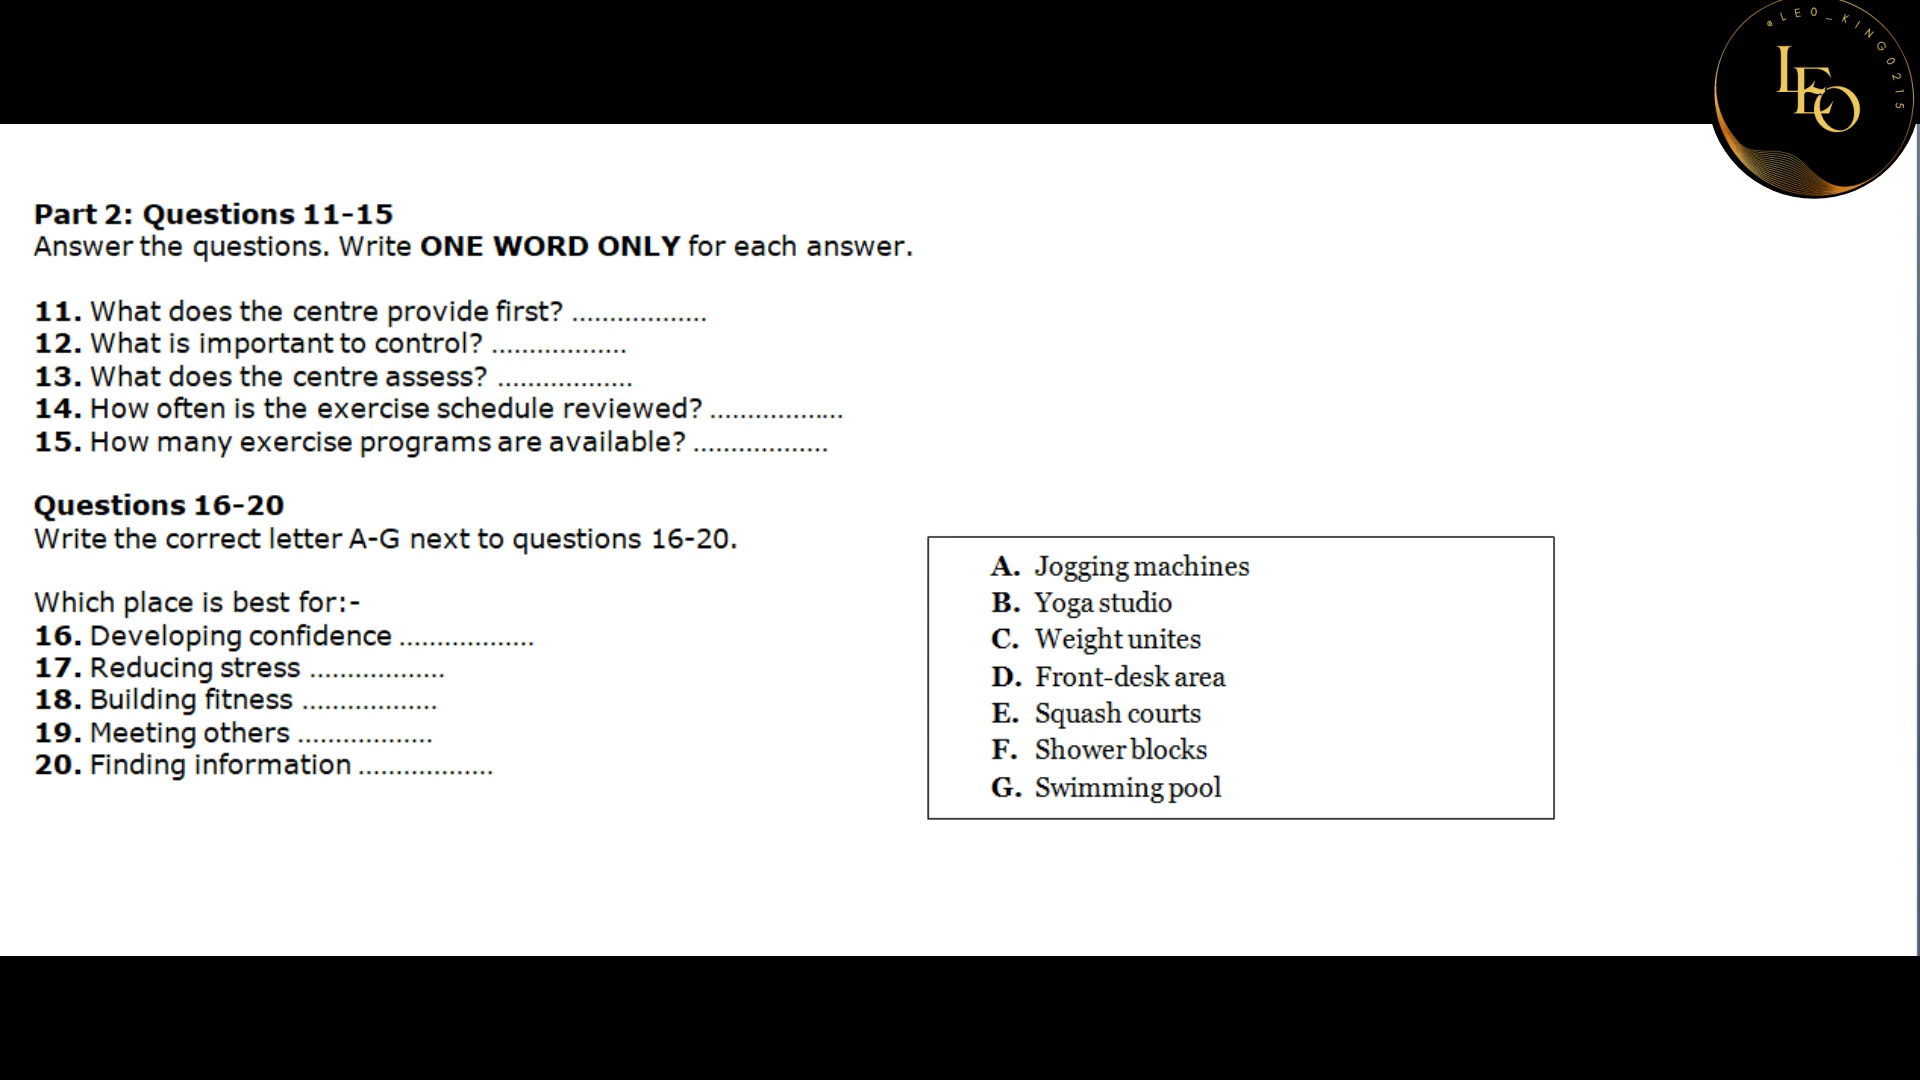 @LEO_KING0215
LEO
Part 2: Questions 11-15
Answer the questions. Write ONE WORD ONLY for each answer.
11. What does the centre provide first? ..................
12. What is important to control? ..................
13. What does the centre assess? ..................
14. How often is the exercise schedule reviewed? ..................
15. How many exercise programs are available? ..................
Questions 16-20
Write the correct letter A-G next to questions 16-20.
Which place is best for:-
16. Developing confidence ..................
17. Reducing stress ..................
18. Building fitness ..................
19. Meeting others ..................
20. Finding information ..................
A. Jogging machines
B. Yoga studio
C. Weight unites
D. Front-desk area
E. Squash courts
F. Shower blocks
G. Swimming pool